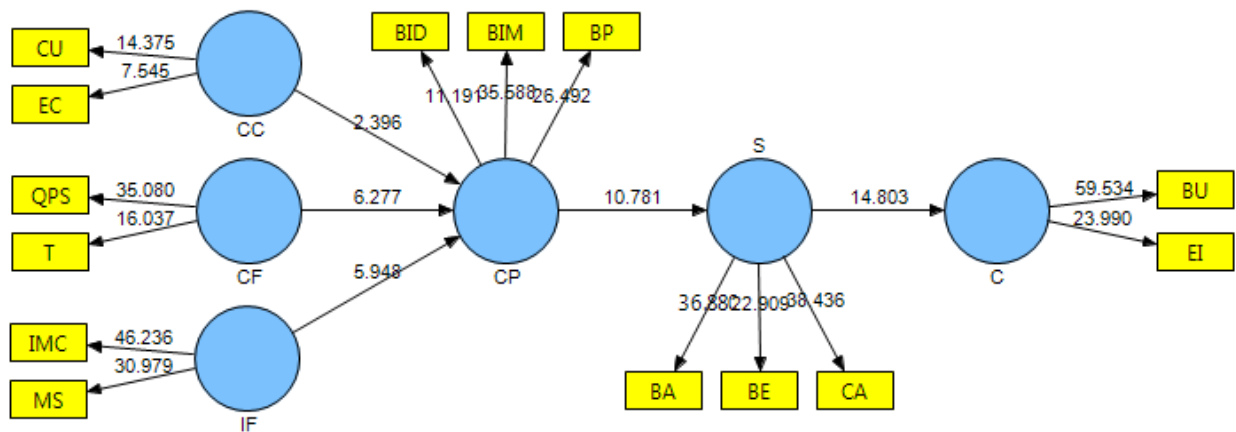 CU
14.375
7.545
EC
CC
2.396
BID
BIM
BP
11.191
35.588
26.492
QPS
35.080
16.037
T
CF
6.277
5.948
CP
10.781
S
14.803
C
59.534
BU
23.990
EI
IMC
46.236
30.979
MS
IF
36.880
22.909
38.436
BA
BE
CA